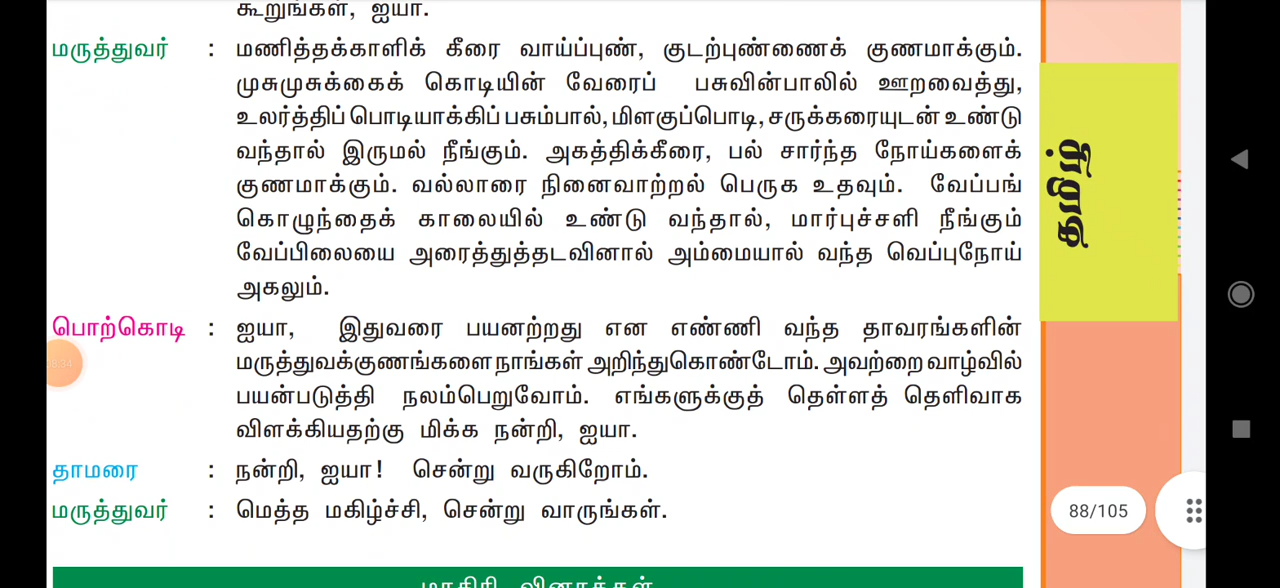 கூறுங்கள், ஐயா.
மருத்துவர் : மணித்தக்காளிக் கீரை வாய்ப்புண், குடற்புண்ணைக் குணமாக்கும்.
முசுமுசுக்கைக் கொடியின் வேரைப் பசுவின்பாலில் ஊறவைத்து,
உலர்த்திப் பொடியாக்கிப் பசும்பால், மிளகுப்பொடி, சருக்கரையுடன் உண்டு
வந்தால் இருமல் நீங்கும். அகத்திக்கீரை, பல் சார்ந்த நோய்களைக்
குணமாக்கும். வல்லாரை நினைவாற்றல் பெருக உதவும். வேப்பங்
கொழுந்தைக் காலையில் உண்டு வந்தால், மார்புச்சளி நீங்கும்
வேப்பிலையை அரைத்துத்தடவினால் அம்மையால் வந்த வெப்புநோய்
அகலும்.
பொற்கொடி : ஐயா, இதுவரை பயனற்றது என எண்ணி வந்த தாவரங்களின்
மருத்துவக்குணங்களை நாங்கள் அறிந்துகொண்டோம். அவற்றை வாழ்வில்
பயன்படுத்தி நலம்பெறுவோம். எங்களுக்குத் தெள்ளத் தெளிவாக
விளக்கியதற்கு மிக்க நன்றி, ஐயா.
தாமரை : நன்றி, ஐயா! சென்று வருகிறோம்.
மருத்துவர் : மெத்த மகிழ்ச்சி, சென்று வாருங்கள்.
மாதிரி வினாக்கள்
தமிழ்
88/105